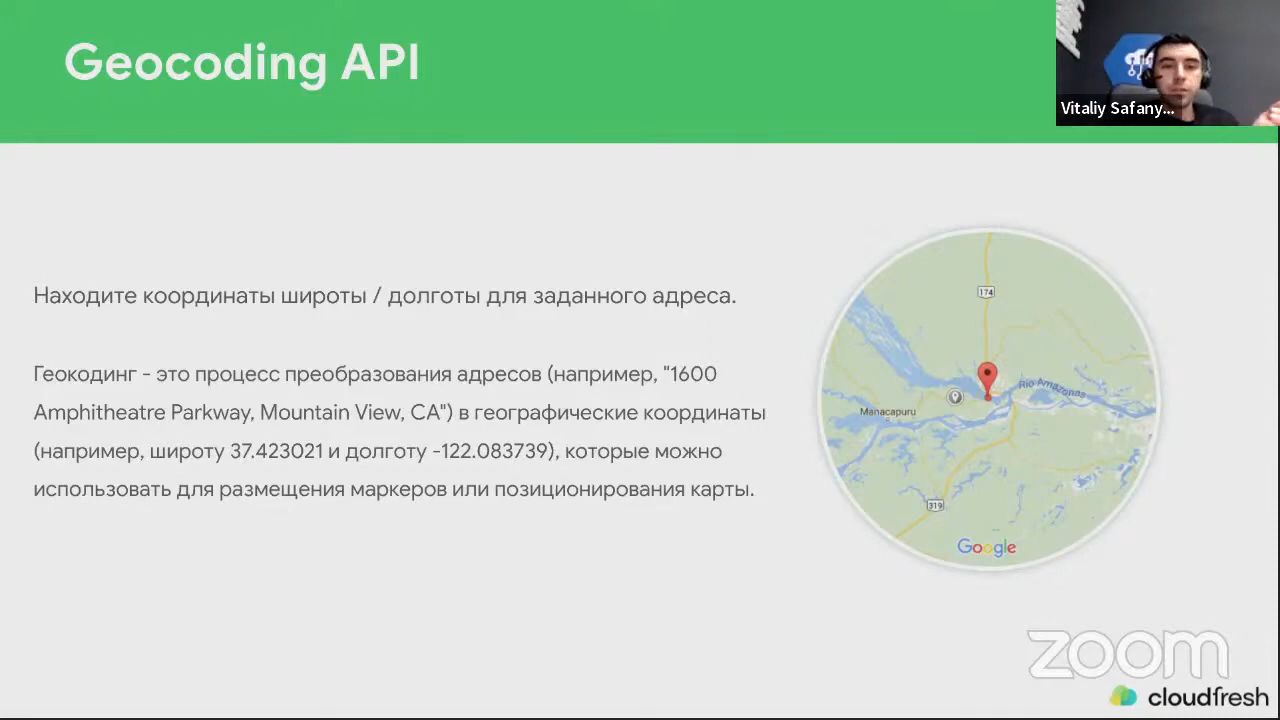 Geocoding API
Vitaliy Safany...
Находите координаты широты / долготы для заданного адреса.
Геокодинг - это процесс преобразования адресов (например, "1600
Amphitheatre Parkway, Mountain View, CA") в географические координаты
(например, широту 37.423021 и долготу -122.083739), которые можно
использовать для размещения маркеров или позиционирования карты.
174
Rio Amazonas
Manacapuru
319
Google
zoom
cloudfresh